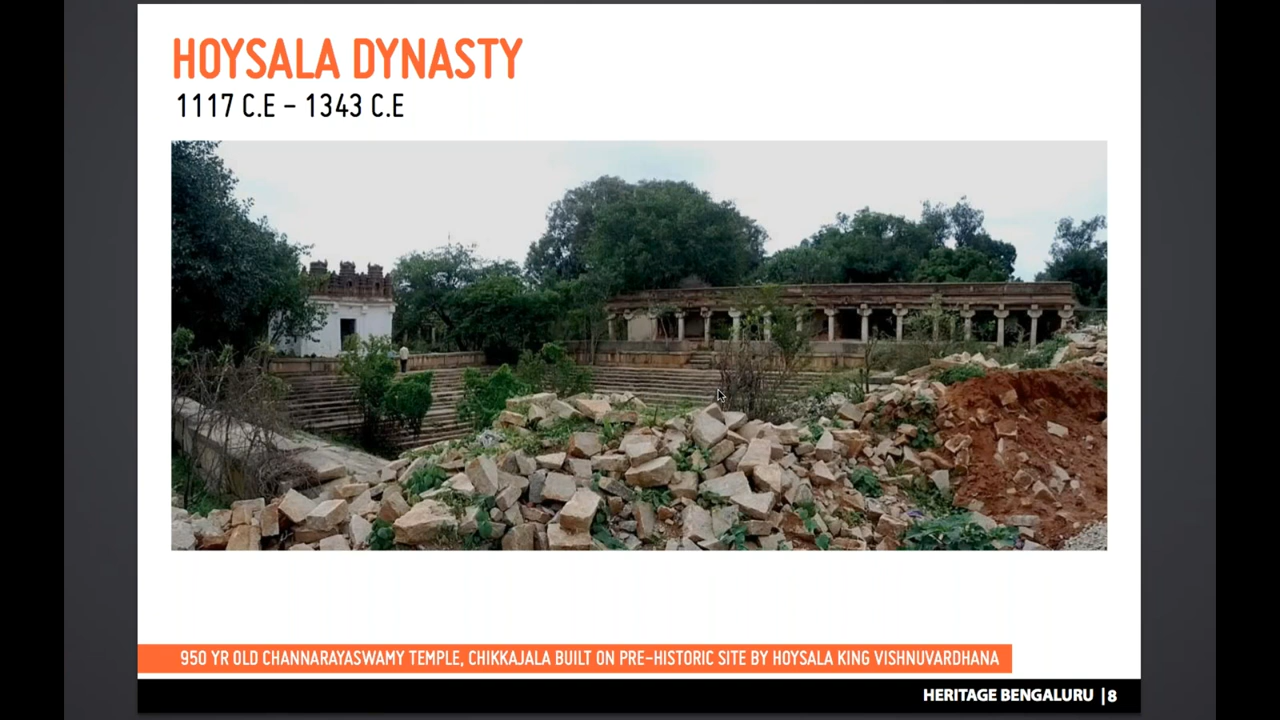 HOYSALA DYNASTY
1117 C.E – 1343 C.E
950 YR OLD CHANNARAYASWAMY TEMPLE, CHIKKAJALA BUILT ON PRE-HISTORIC SITE BY HOYSALA KING VISHNUVARDHANA
HERITAGE BENGALURU |8